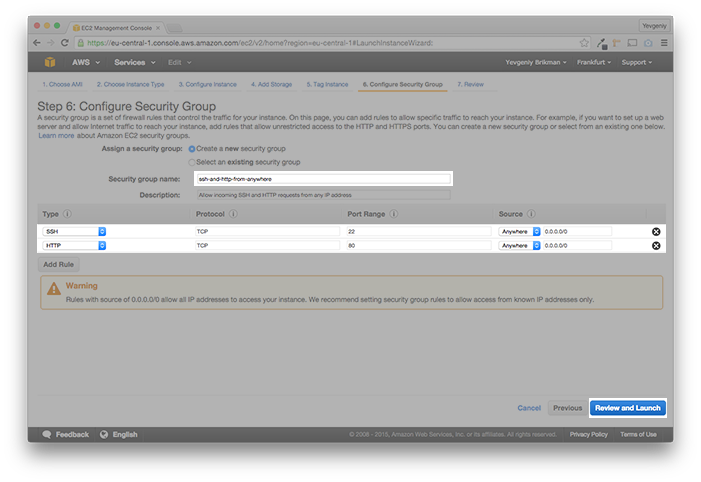 EC2 Management Console
Yevgeniy
https://eu-central-1.console.aws.amazon.com/ec2/v2/home?region=eu-central-1#LaunchInstanceWizard:
AWS Services Edit Yevgeniy Brikman Frankfurt Support
1. Choose AMI 2. Choose Instance Type 3. Configure Instance 4. Add Storage 5. Tag Instance 6. Configure Security Group 7. Review
Step 6: Configure Security Group
A security group is a set of firewall rules that control the traffic for your instance. On this page, you can add rules to allow specific traffic to reach your instance. For example, if you want to set up a web
server and allow Internet traffic to reach your instance, add rules that allow unrestricted access to the HTTP and HTTPS ports. You can create a new security group or select from an existing one below.
Learn more about Amazon EC2 security groups.
Assign a security group: Create a new security group
Select an existing security group
Security group name: ssh-and-http-from-anywhere
Description: Allow incoming SSH and HTTP requests from any IP address
Type i Protocol i Port Range i Source i
SSH TCP 22 Anywhere 0.0.0.0/0
HTTP TCP 80 Anywhere 0.0.0.0/0
Add Rule
Warning
Rules with source of 0.0.0.0/0 allow all IP addresses to access your instance. We recommend setting security group rules to allow access from known IP addresses only.
Cancel Previous Review and Launch
Feedback English © 2008 - 2015, Amazon Web Services, Inc. or its affiliates. All rights reserved. Privacy Policy Terms of Use